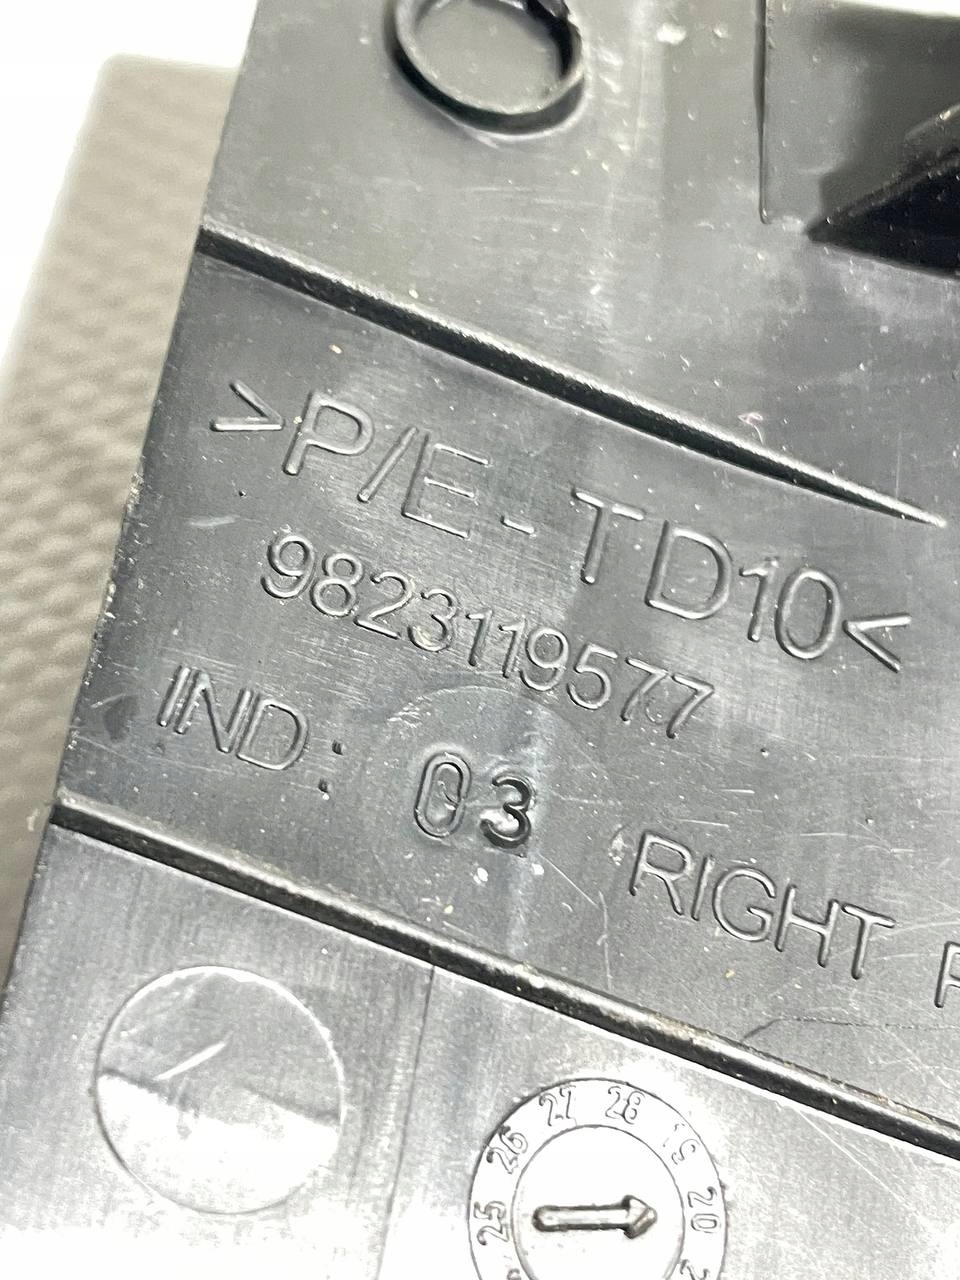 >P/E-TD10<
9823119577
IND: 03 RIGHT
25 26 27 28 19 20